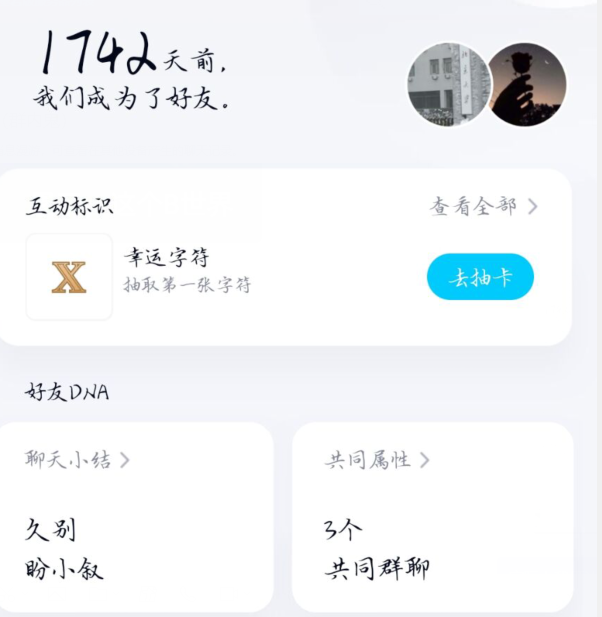 1742天前,
我们成为了好友。
互动标识
查看全部
X
幸运字符
抽取第一张字符
去抽卡
好友DNA
聊天小结
共同属性
久别
盼小叙
3个
共同群聊